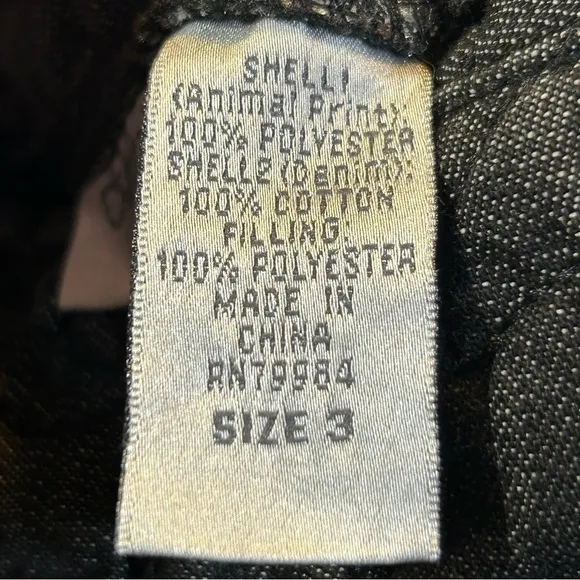 SHELL1
(Animal Print):
100% POLYESTER
SHELL2 (Denim):
100% COTTON
FILLING:
100% POLYESTER
MADE IN
CHINA
RN79984
SIZE 3